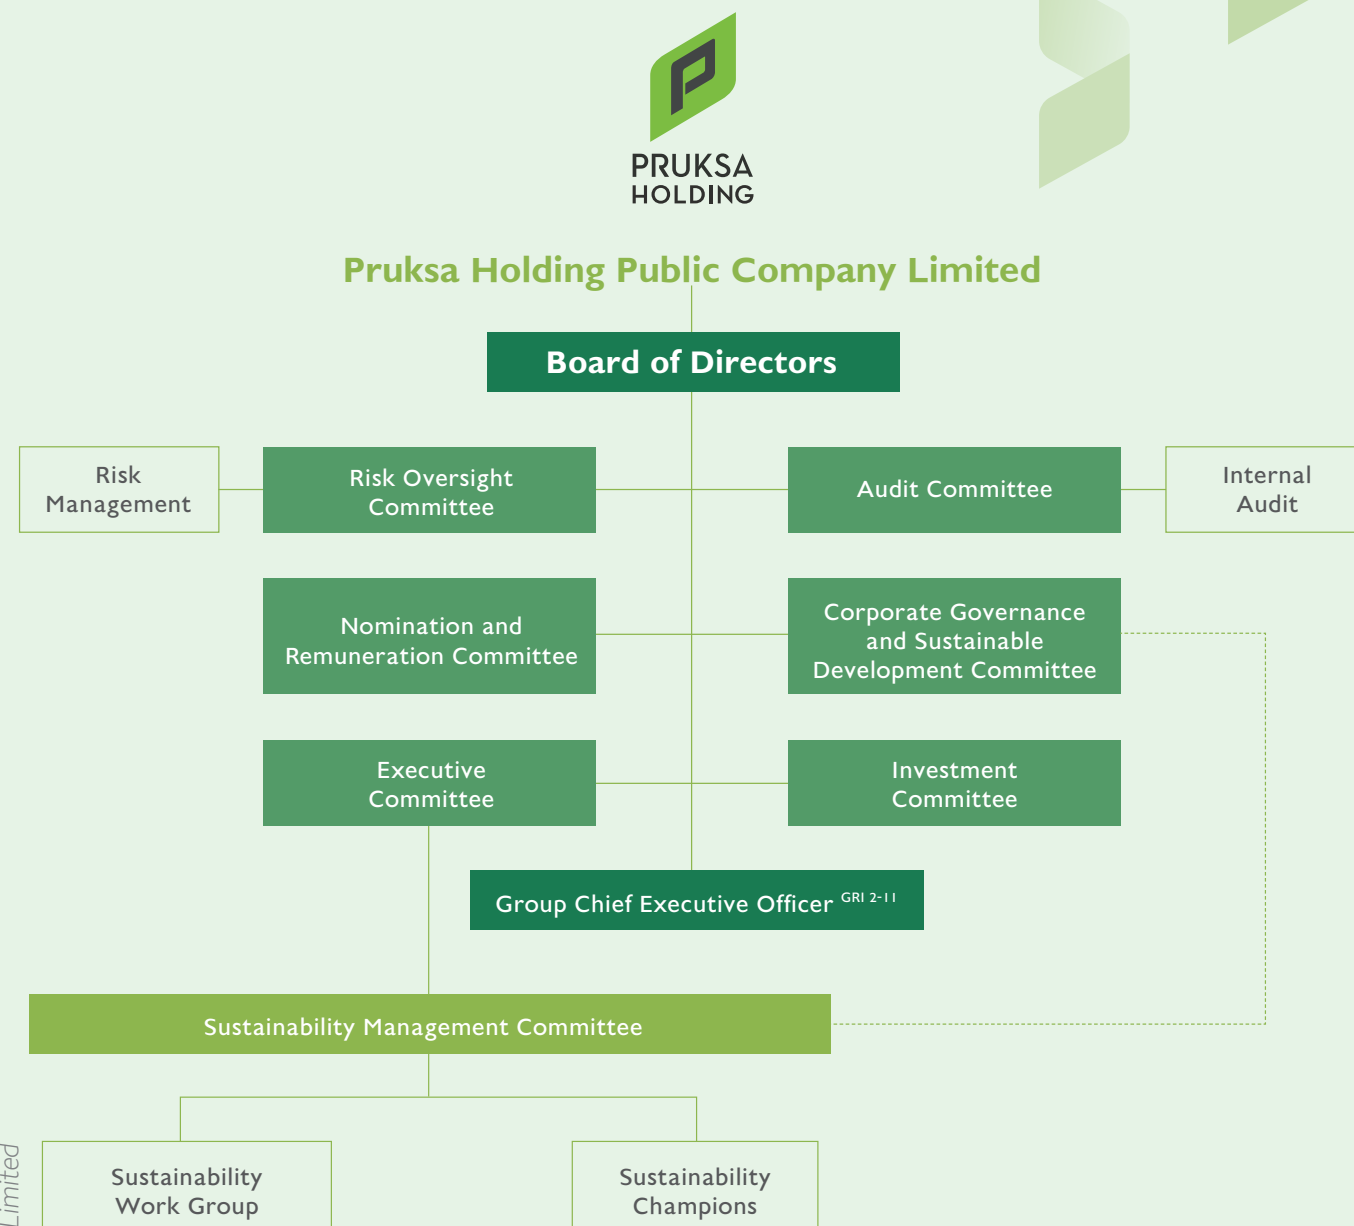 PRUKSA
HOLDING
Pruksa Holding Public Company Limited
Board of Directors
Risk
Management
Risk Oversight
Committee
Audit Committee
Internal
Audit
Nomination and
Remuneration Committee
Corporate Governance
and Sustainable
Development Committee
Executive
Committee
Investment
Committee
Group Chief Executive Officer GRI 2-11
Sustainability Management Committee
Sustainability
Work Group
Sustainability
Champions
Limited